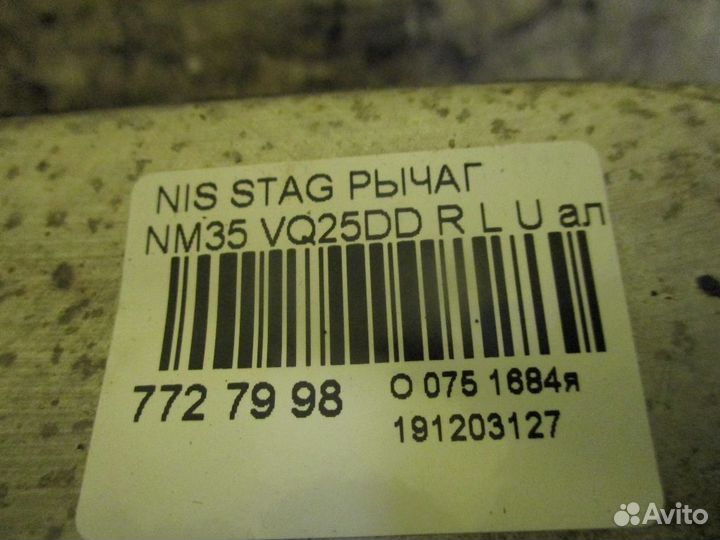 NIS STAG РЫЧАГ
NM35 VQ25DD R L U ал
772 79 98
O 075 1684я
191203127
Avito